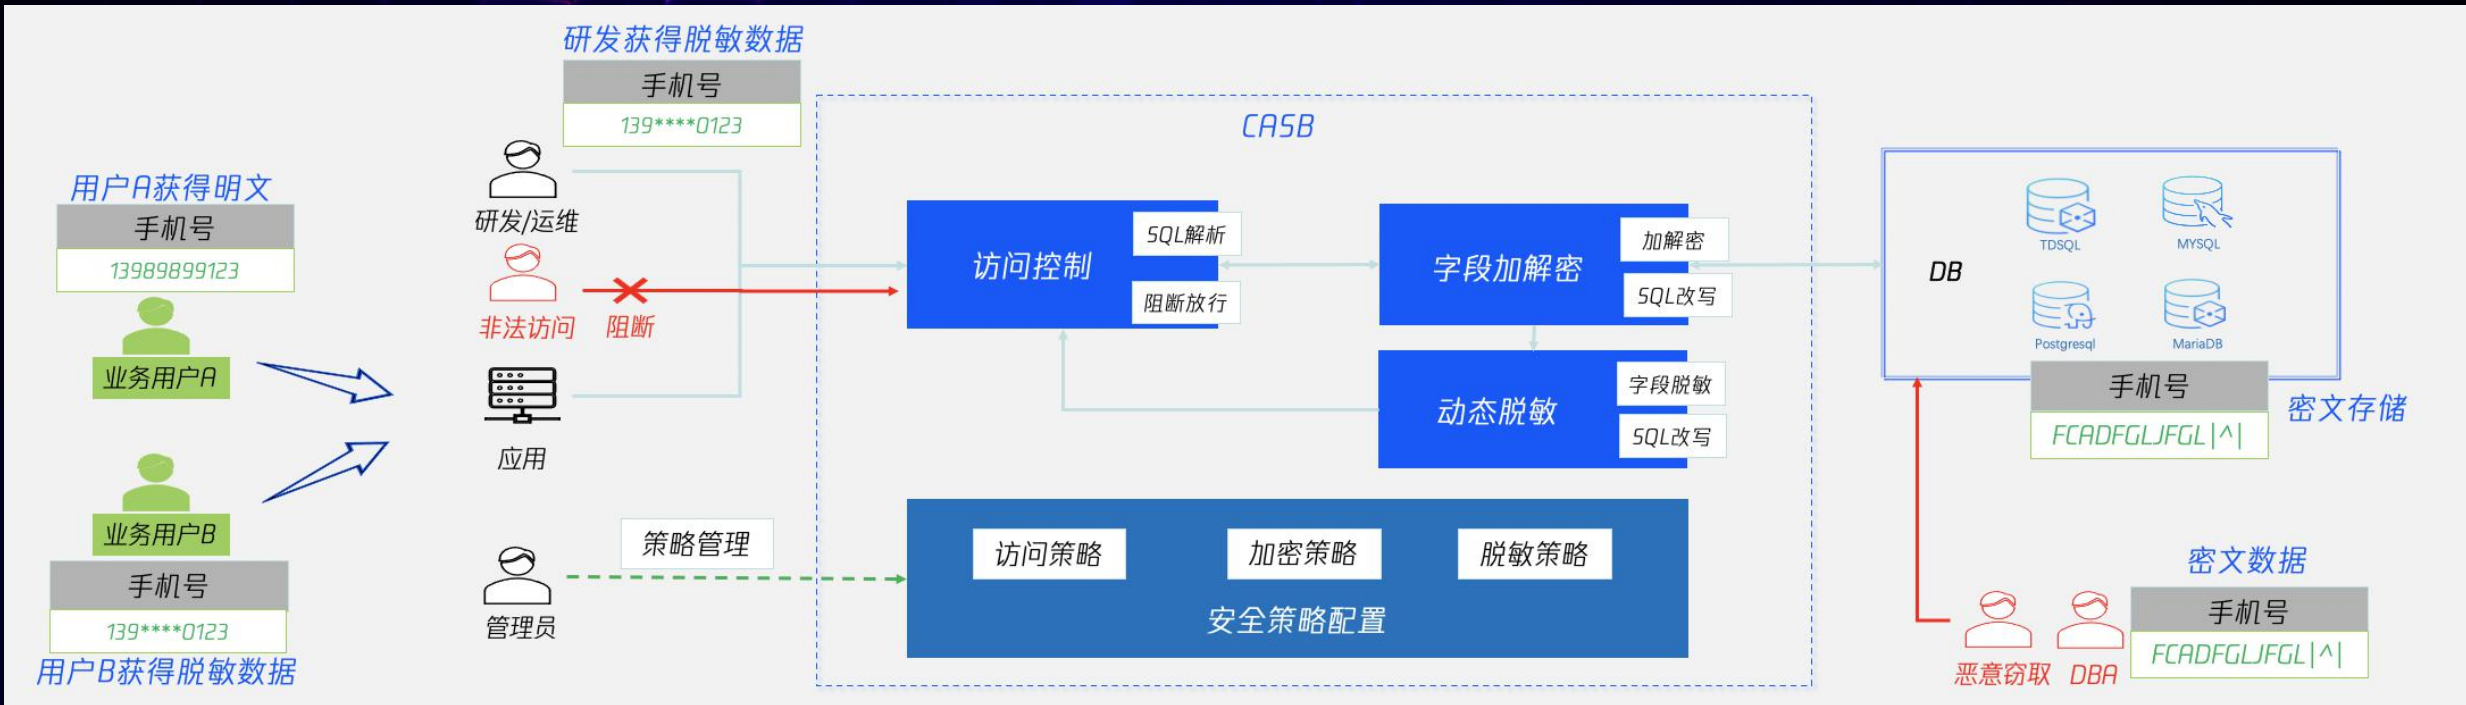 研发获得脱敏数据
手机号
139****0123
CASB
用户A获得明文
手机号
13989899123
业务用户A
业务用户B
手机号
139****0123
用户B获得脱敏数据
研发/运维
非法访问
阻断
应用
管理员
策略管理
访问控制
SQL解析
阻断放行
字段加解密
加解密
SQL改写
动态脱敏
字段脱敏
SQL改写
访问策略
加密策略
脱敏策略
安全策略配置
DB
TDSQL
MYSQL
Postgresql
MariaDB
手机号
FCADFGLJFGL|^|
密文存储
密文数据
手机号
FCADFGLJFGL|^|
恶意窃取
DBA